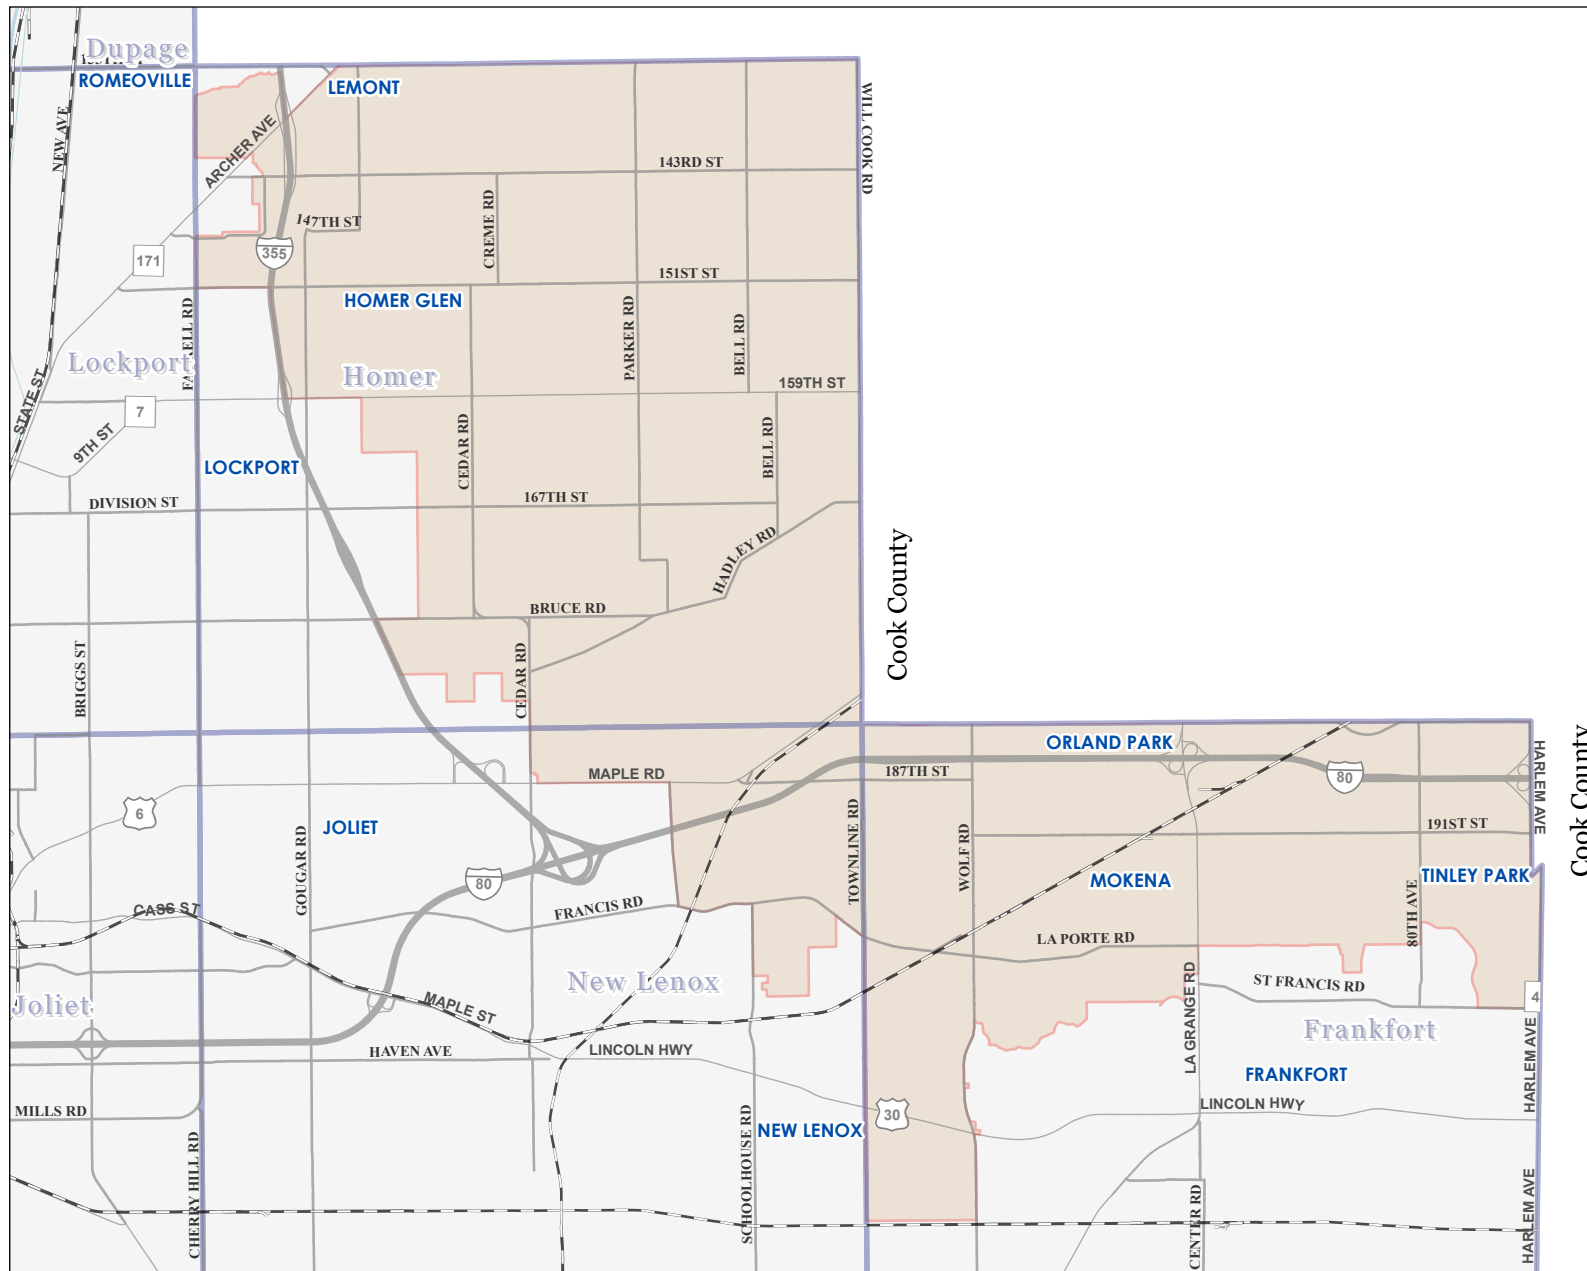 Dupage
ROMEOVILLE
LEMONT
NEW AVE
ARCHER AVE
WILL COOK RD
143RD ST
147TH ST
CREME RD
171
355
151ST ST
HOMER GLEN
PARKER RD
BELL RD
Lockport
Homer
159TH ST
STATE ST
7
9TH ST
CEDAR RD
BELL RD
LOCKPORT
DIVISION ST
167TH ST
HADLEY RD
Cook County
BRUCE RD
BRIGGS ST
CEDAR RD
ORLAND PARK
MAPLE RD
187TH ST
80
HARLEM AVE
Cook County
6
JOLIET
GOUGAR RD
TOWNLINE RD
WOLF RD
191ST ST
80
MOKENA
TINLEY PARK
CASS ST
FRANCIS RD
80TH AVE
LA PORTE RD
New Lenox
LA GRANGE RD
ST FRANCIS RD
4
Joliet
MAPLE ST
Frankfort
HAVEN AVE
LINCOLN HWY
FRANKFORT
HARLEM AVE
MILLS RD
30
LINCOLN HWY
NEW LENOX
SCHOOLHOUSE RD
CHERRY HILL RD
CENTER RD
HARLEM AVE